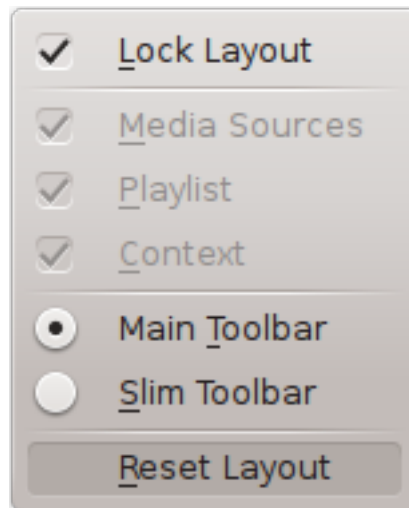 Lock Layout
Media Sources
Playlist
Context
Main Toolbar
Slim Toolbar
Reset Layout